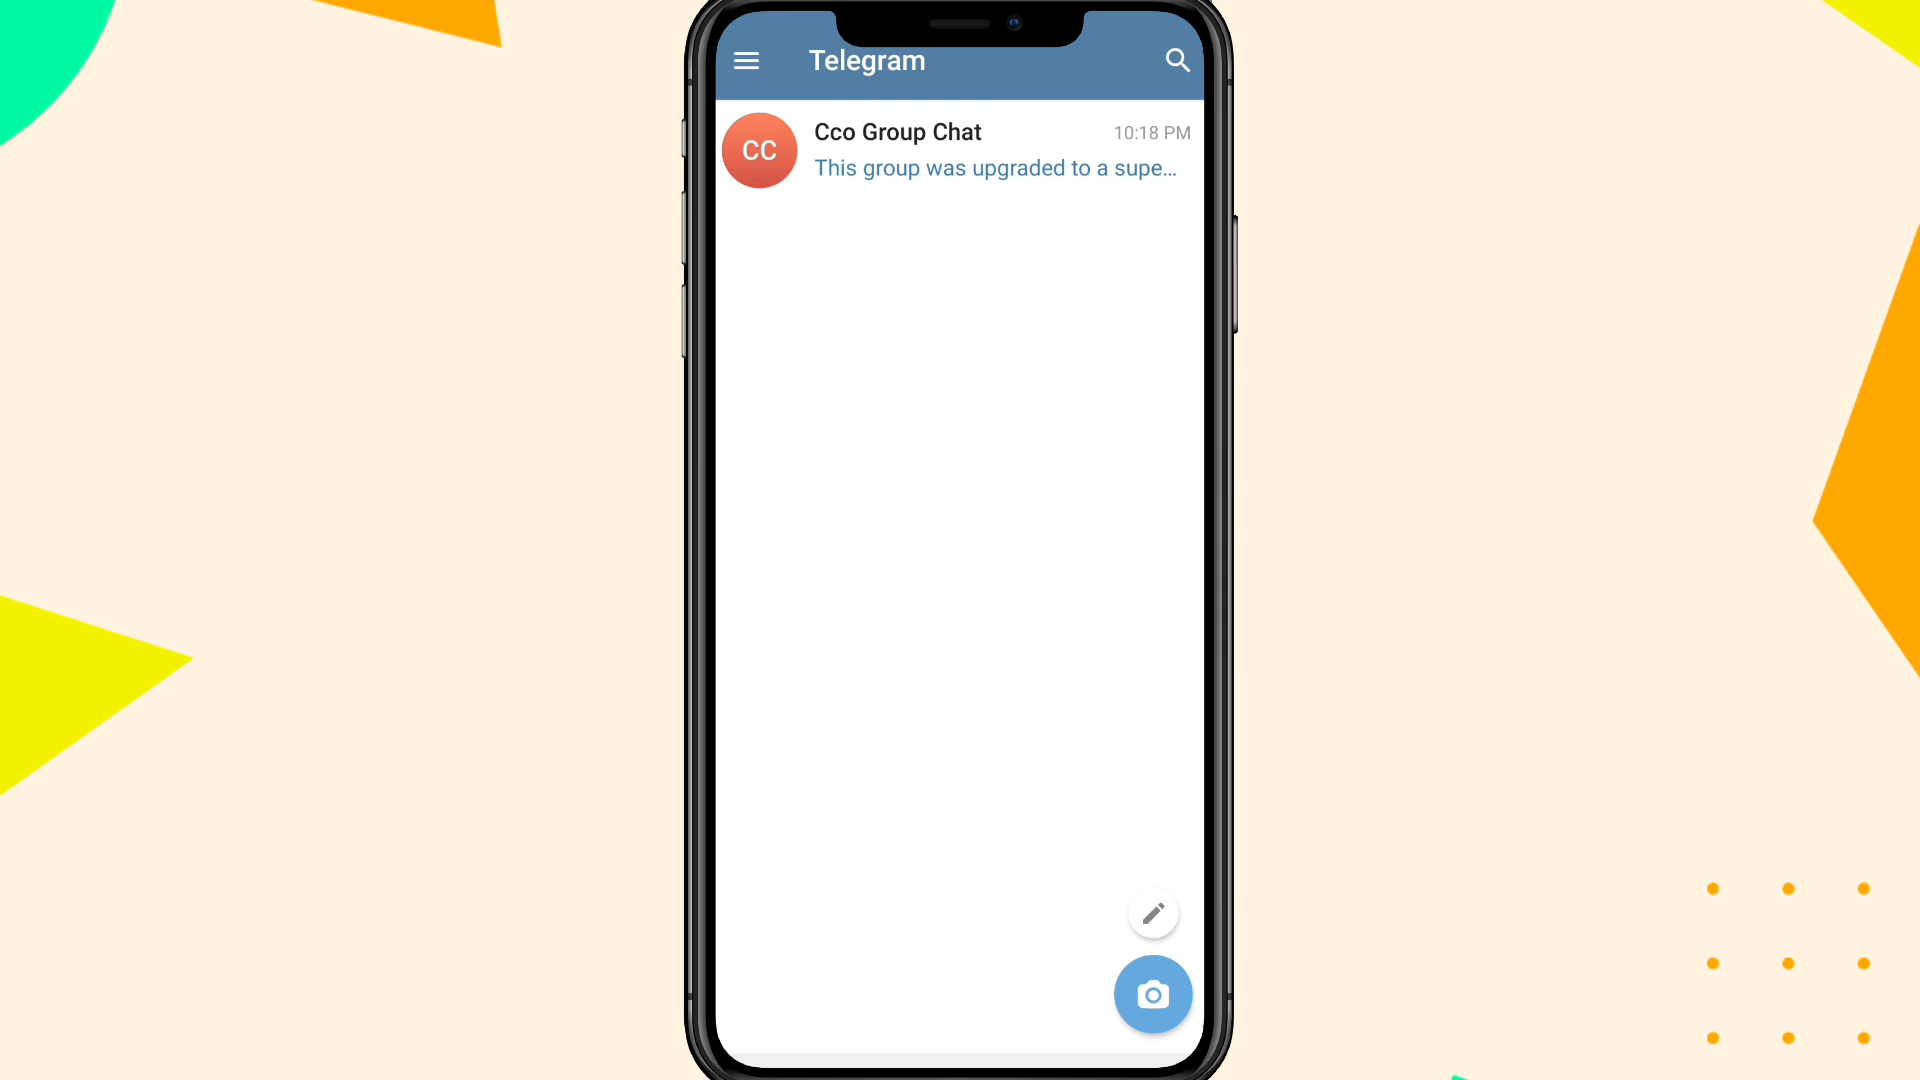 Telegram
CC
Cco Group Chat
10:18 PM
This group was upgraded to a supe...